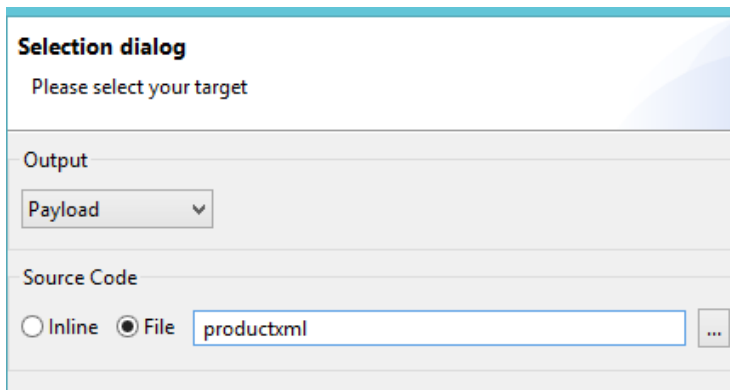 Selection dialog
Please select your target
Output
Payload
Source Code
Inline File productxml ...